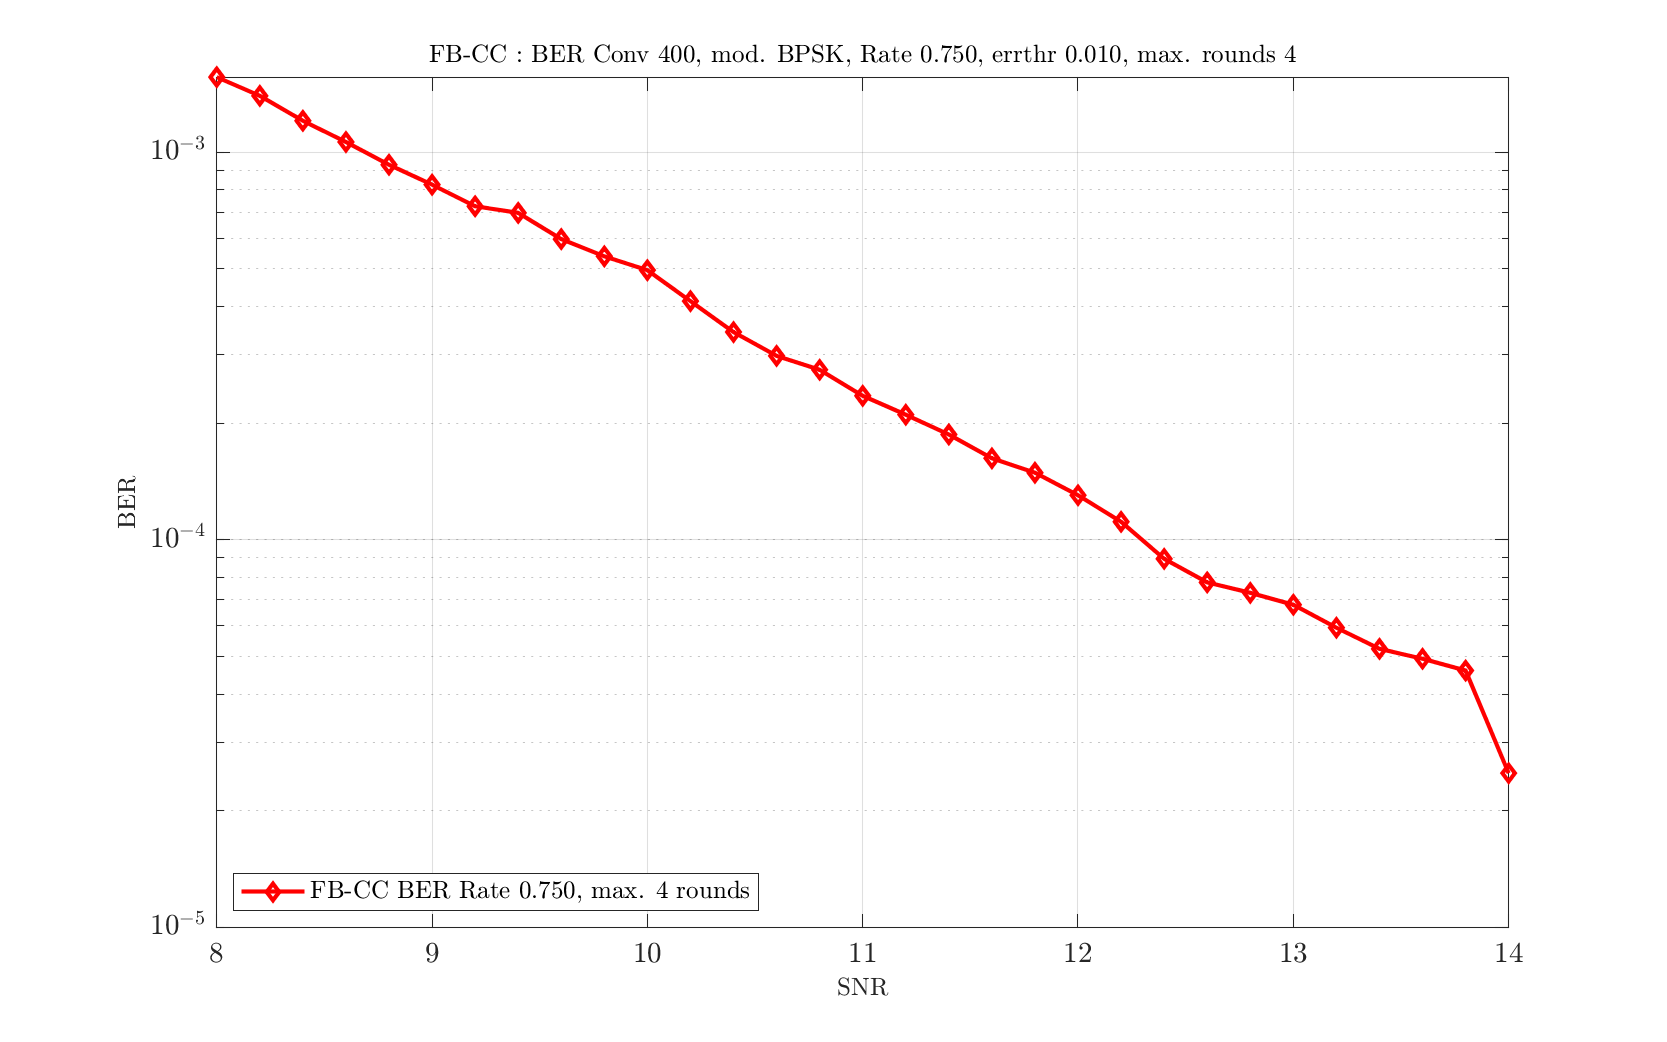 FB-CC : BER Conv 400, mod. BPSK, Rate 0.750, errthr 0.010, max. rounds 4
10⁻³
10⁻⁴
10⁻⁵
BER
FB-CC BER Rate 0.750, max. 4 rounds
8 9 10 11 12 13 14
SNR